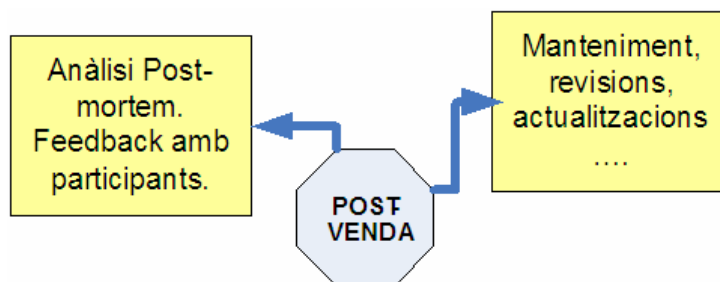 Anàlisi Post-
mortem.
Feedback amb
participants.
Manteniment,
revisions,
actualitzacions
....
POST-
VENDA